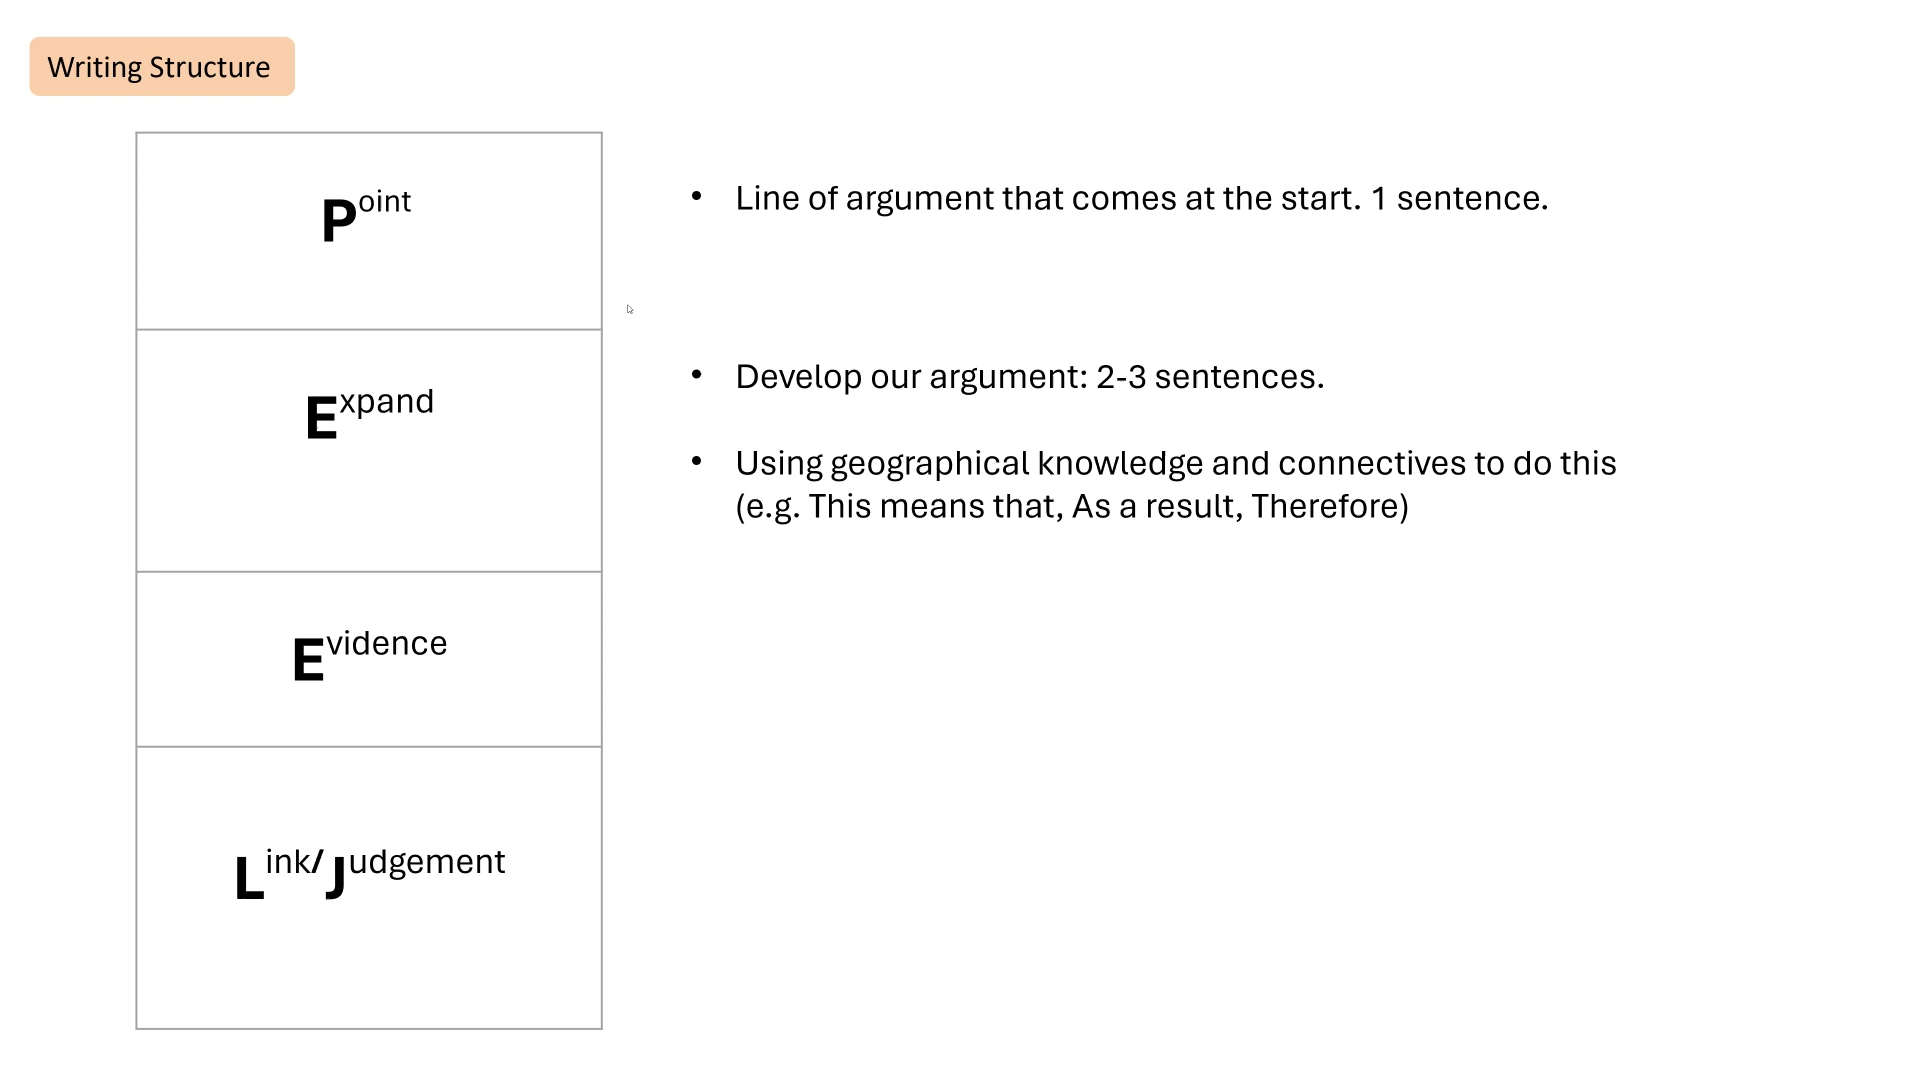 Writing Structure
Point
• Line of argument that comes at the start. 1 sentence.
Expand
• Develop our argument: 2-3 sentences.
• Using geographical knowledge and connectives to do this
(e.g. This means that, As a result, Therefore)
Evidence
Link/Judgement